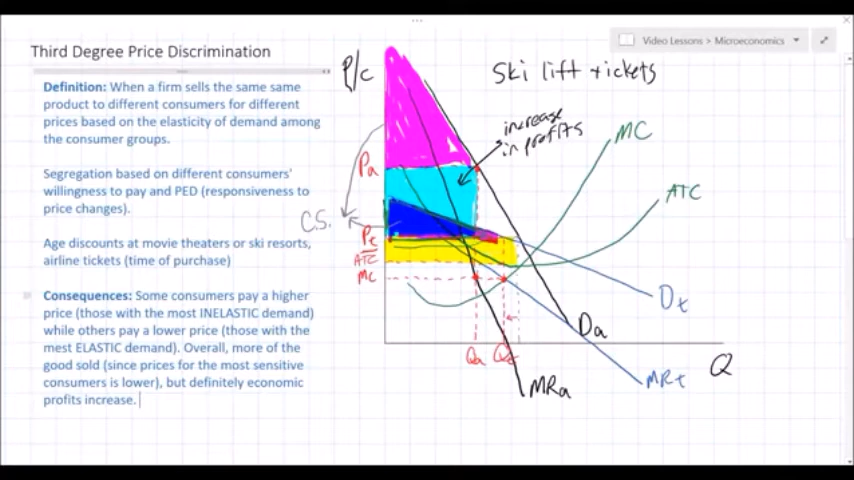 Video Lessons > Microeconomics
Third Degree Price Discrimination
Definition: When a firm sells the same same
product to different consumers for different
prices based on the elasticity of demand among
the consumer groups.
Segregation based on different consumers'
willingness to pay and PED (responsiveness to
price changes).
Age discounts at movie theaters or ski resorts,
airline tickets (time of purchase)
Consequences: Some consumers pay a higher
price (those with the most INELASTIC demand)
while others pay a lower price (those with the
mest ELASTIC demand). Overall, more of the
good sold (since prices for the most sensitive
consumers is lower), but definitely economic
profits increase.
P/c
Ski lift tickets
increase
in profits
MC
ATC
Pa
C.S.
Pt
ATC
MC
Dt
Da
Qa
MRt
MRa
Q